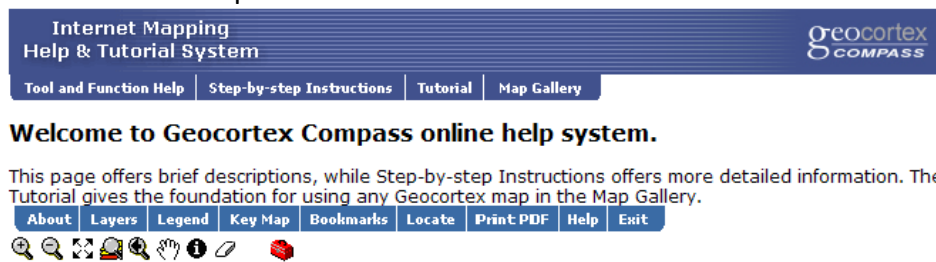 Internet Mapping
Help & Tutorial System
geocortex
COMPASS
Tool and Function Help Step-by-step Instructions Tutorial Map Gallery
Welcome to Geocortex Compass online help system.
This page offers brief descriptions, while Step-by-step Instructions offers more detailed information. The
Tutorial gives the foundation for using any Geocortex map in the Map Gallery.
About Layers Legend Key Map Bookmarks Locate Print PDF Help Exit